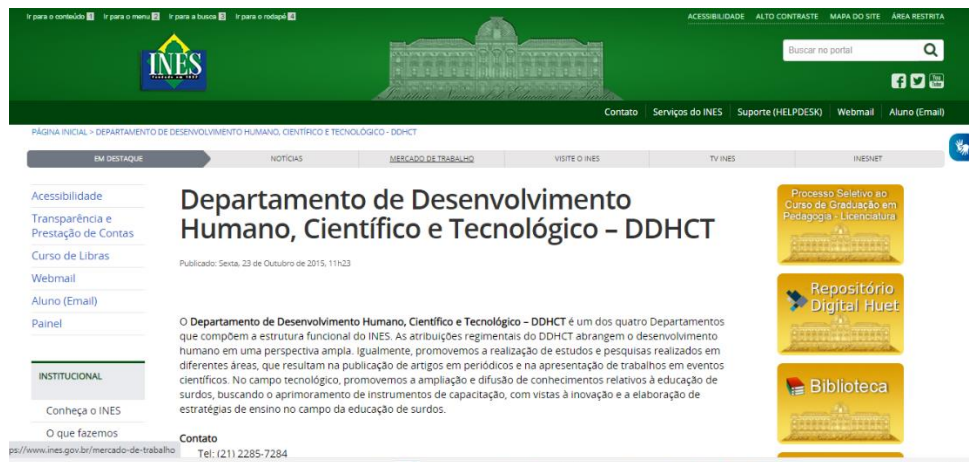 Ir para o conteúdo 1 Ir para o menu 2 Ir para a busca 3 Ir para o rodapé 4
ACESSIBILIDADE ALTO CONTRASTE MAPA DO SITE ÁREA RESTRITA
INES
Buscar no portal
Contato Serviços do INES Suporte (HELPDESK) Webmail Aluno (Email)
PÁGINA INICIAL > DEPARTAMENTO DE DESENVOLVIMENTO HUMANO, CIENTÍFICO E TECNOLÓGICO - DDHCT
EM DESTAQUE NOTÍCIAS MERCADO DE TRABALHO VISITE O INES TV INES INESNET
Acessibilidade
Transparência e
Prestação de Contas
Curso de Libras
Webmail
Aluno (Email)
Painel
INSTITUCIONAL
Conheça o INES
O que fazemos
ps://www.ines.gov.br/mercado-de-trabalho
Departamento de Desenvolvimento
Humano, Científico e Tecnológico – DDHCT
Publicado: Sexta, 23 de Outubro de 2015, 11h23
O Departamento de Desenvolvimento Humano, Científico e Tecnológico – DDHCT é um dos quatro Departamentos
que compõem a estrutura funcional do INES. As atribuições regimentais do DDHCT abrangem o desenvolvimento
humano em uma perspectiva ampla. Igualmente, promovemos a realização de estudos e pesquisas realizados em
diferentes áreas, que resultam na publicação de artigos em periódicos e na apresentação de trabalhos em eventos
científicos. No campo tecnológico, promovemos a ampliação e difusão de conhecimentos relativos à educação de
surdos, buscando o aprimoramento de instrumentos de capacitação, com vistas à inovação e a elaboração de
estratégias de ensino no campo da educação de surdos.
Contato
Tel: (21) 2285-7284
Processo Seletivo ao
Curso de Graduação em
Pedagogia - Licenciatura
Repositório
Digital Huet
Biblioteca